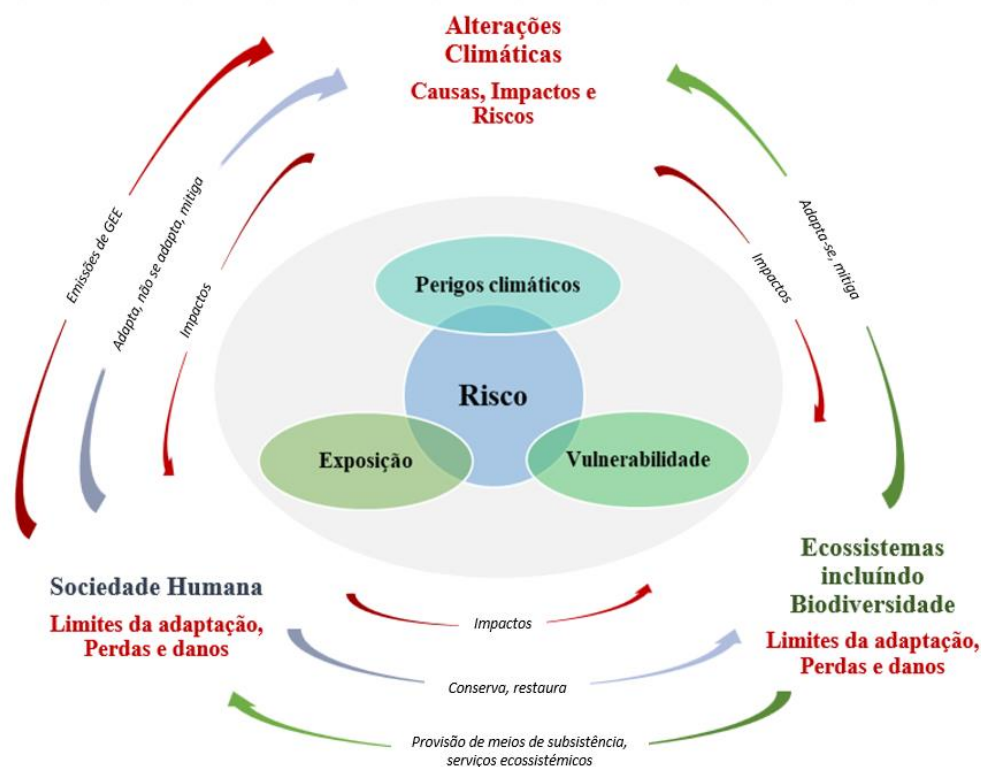 Alterações
Climáticas
Causas, Impactos e
Riscos
Emissões de GEE
Adapta, não se adapta, mitiga
Impactos
Adapta-se, mitiga
Impactos
Perigos climáticos
Risco
Exposição
Vulnerabilidade
Sociedade Humana
Limites da adaptação,
Perdas e danos
Ecossistemas
incluíndo
Biodiversidade
Limites da adaptação,
Perdas e danos
Impactos
Conserva, restaura
Provisão de meios de subsistência,
serviços ecossistémicos